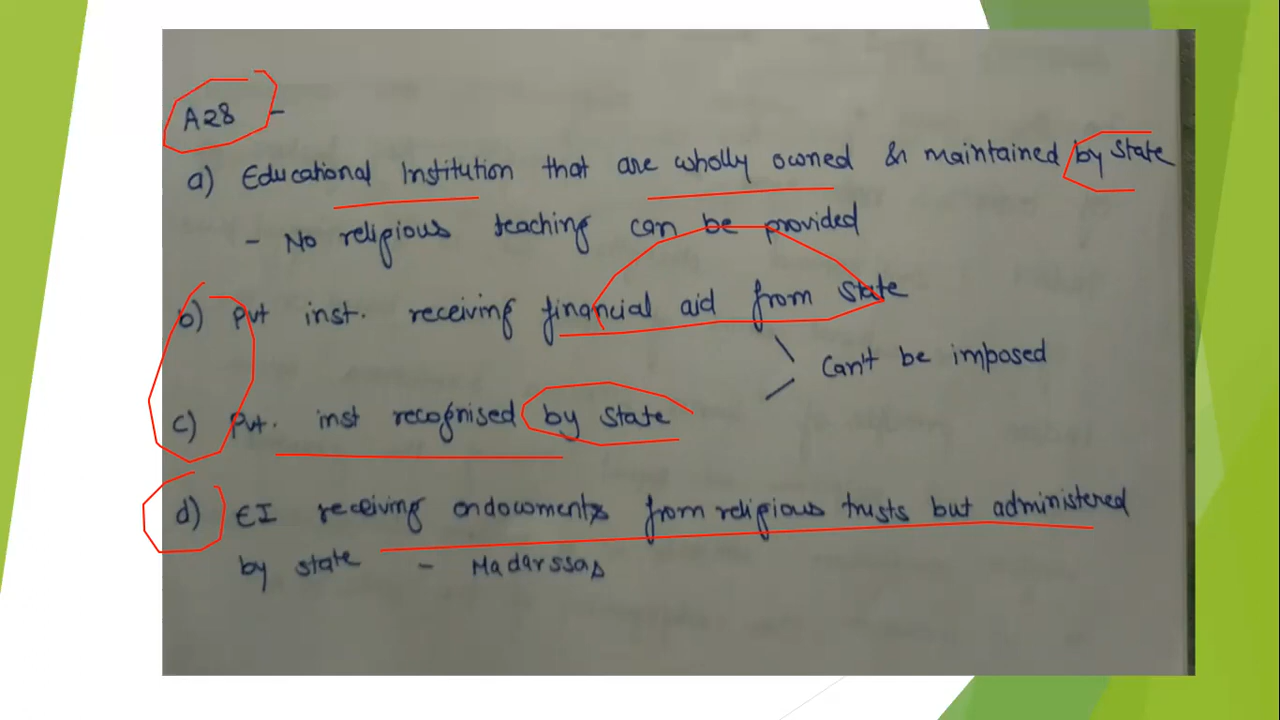 A28 -
a) Educational Institution that are wholly owned & maintained by state
- No religious teaching can be provided
b) Pvt inst. receiving financial aid from state
Can't be imposed
c) Pvt. inst recognised by state
d) EI receiving endowments from religious trusts but administered
by state - Madarssas